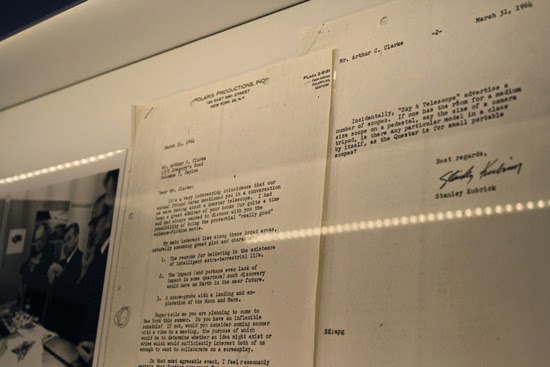 POLARIS PRODUCTIONS, INC.
120 EAST 89th STREET
NEW YORK 28, N.Y.
March 31, 1964
Mr. Arthur C. Clarke
Colombo 7, Ceylon
Dear Mr. Clarke:
It's a very interesting coincidence that our
mutual friend Caras mentioned you in a conversation
we were having about a Questar telescope. I had
been a great admirer of your books for quite a time
and had always wanted to discuss with you the
possibility of doing the proverbial "really good"
science-fiction movie.
My main interest lies along these broad areas,
naturally assuming great plot and character:
1. The reasons for believing in the existence
of intelligent extra-terrestrial life.
2. The impact (and perhaps even lack of
impact in some quarters) such discovery
would have on Earth in the near future.
3. A space-probe with a landing and ex-
ploration of the Moon and Mars.
Roger tells me you are planning to come to
New York this summer. Do you have an inflexible
schedule? If not, would you consider coming sooner
with a view to a meeting, the purpose of which
would be to determine whether an idea might exist or
arise which would sufficiently interest both of us
enough to want to collaborate on a screenplay.
In that most agreeable event, I feel reasonably
March 31, 1964
-2-
Mr. Arthur C. Clarke
Incidentally, "Sky & Telescope" advertise a
number of scopes. If one has the room for a medium
size scope on a pedestal, say the size of a camera
tripod, is there any particular model in a class
by itself, as the Questar is for small portable
scopes?
Best regards,
Stanley Kubrick
Stanley Kubrick
SK:apg